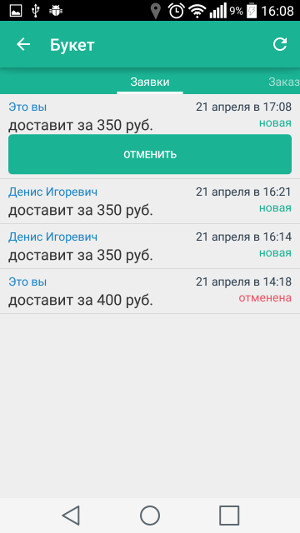 9% 16:08
Букет
Заявки Заказ
Это вы 21 апреля в 17:08
доставит за 350 руб. новая
ОТМЕНИТЬ
Денис Игоревич 21 апреля в 16:21
доставит за 350 руб. новая
Денис Игоревич 21 апреля в 16:14
доставит за 350 руб. новая
Это вы 21 апреля в 14:18
доставит за 400 руб. отменена